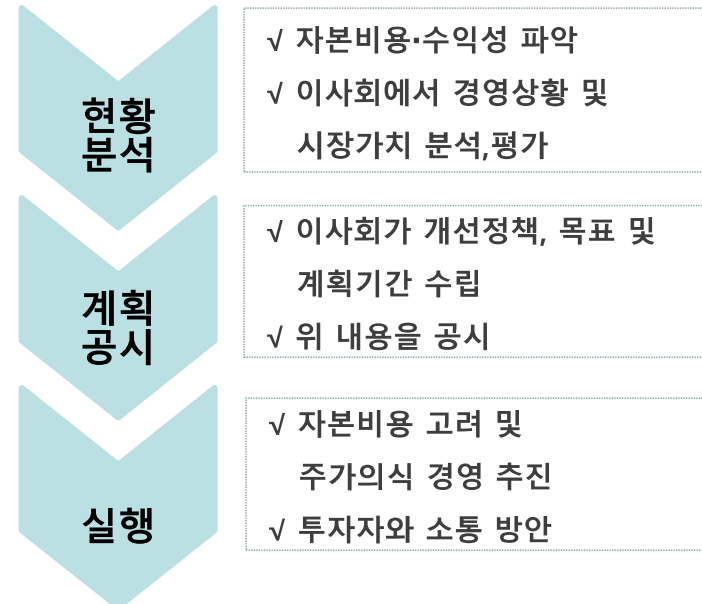 현황
분석
√ 자본비용·수익성 파악
√ 이사회에서 경영상황 및
시장가치 분석,평가
계획
공시
√ 이사회가 개선정책, 목표 및
계획기간 수립
√ 위 내용을 공시
실행
√ 자본비용 고려 및
주가의식 경영 추진
√ 투자자와 소통 방안